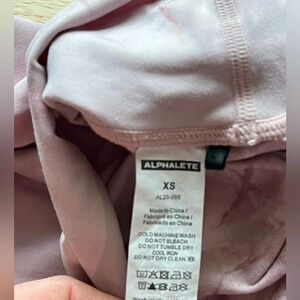 ALPHALETE
XS
AL20-095
Made in China /
Fabriqué en Chine /
Fabricado en China
COLD MACHINE WASH
DO NOT BLEACH
DO NOT TUMBLE DRY
COOL IRON
DO NOT DRY CLEAN